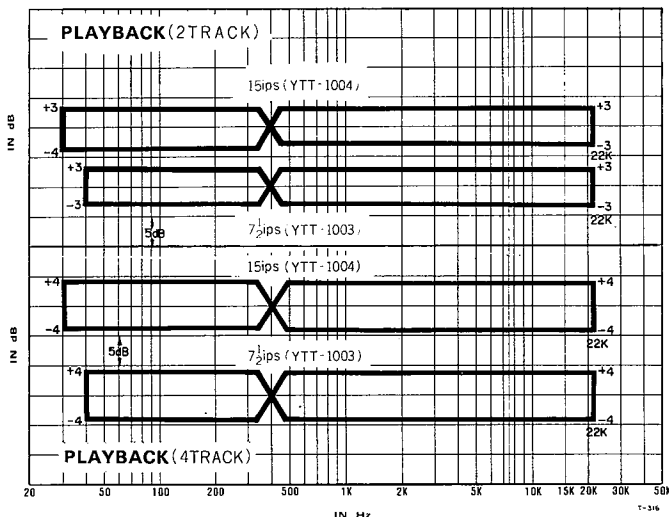 PLAYBACK(2TRACK)
15ips(YTT-1004)
+3 +3
IN dB
-4 -3
22K
+3 +3
-3 -3
22K
5dB 7½ips(YTT-1003)
15ips(YTT-1004)
+4 +4
IN dB
-4 -4
22K
5dB 7½ips(YTT-1003)
+4 +4
-4 -4
22K
PLAYBACK(4TRACK)
20 50 100 200 500 1K 2K 5K 10K 15K 20K 30K 50K
IN Hz T-316